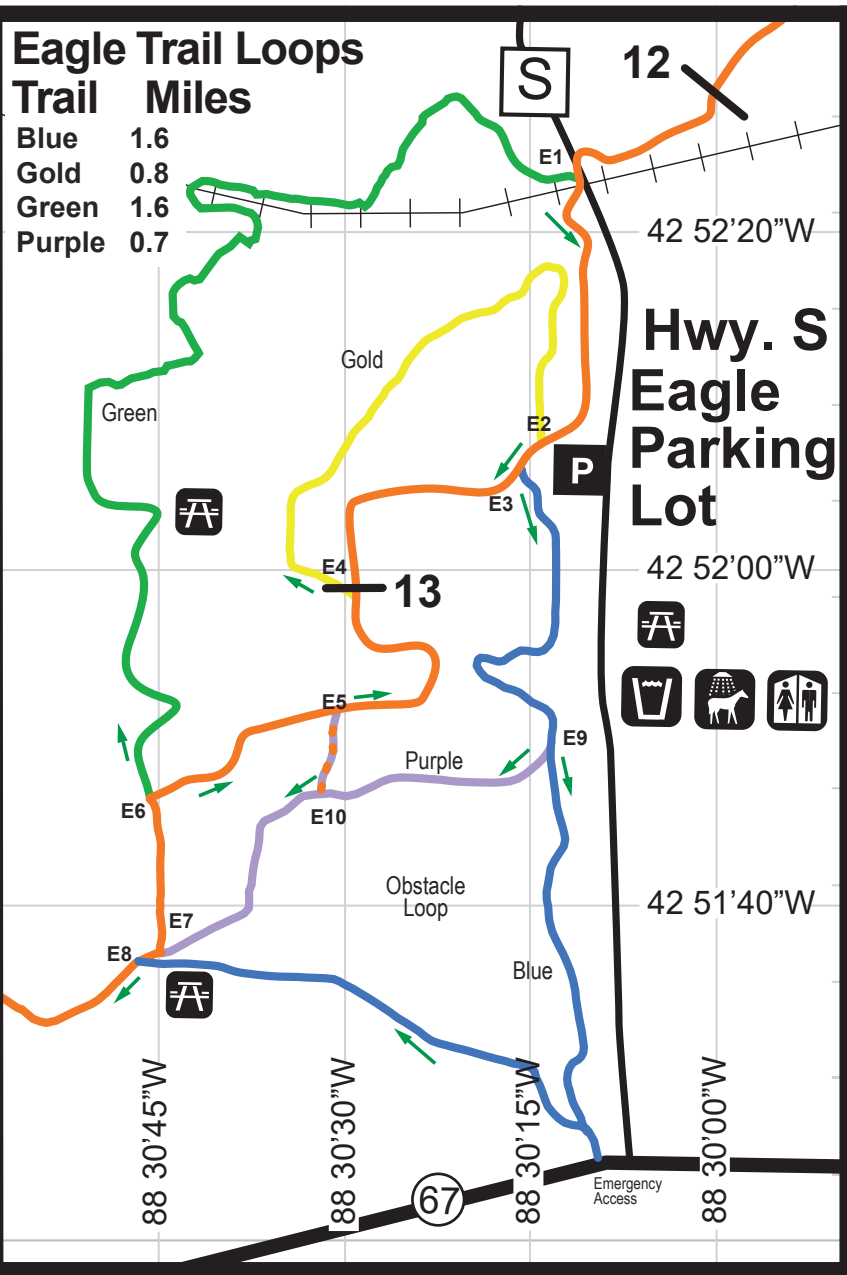 Eagle Trail Loops
Trail Miles
Blue 1.6
Gold 0.8
Green 1.6
Purple 0.7
S
12
E1
42 52’20”W
Hwy. S
Eagle
Parking
Lot
Gold
Green
E2
P
E3
E4
13
42 52’00”W
E5
E9
Purple
E6
E10
Obstacle
Loop
42 51’40”W
E7
E8
Blue
88 30’45”W
88 30’30”W
88 30’15”W
88 30’00”W
67
Emergency
Access